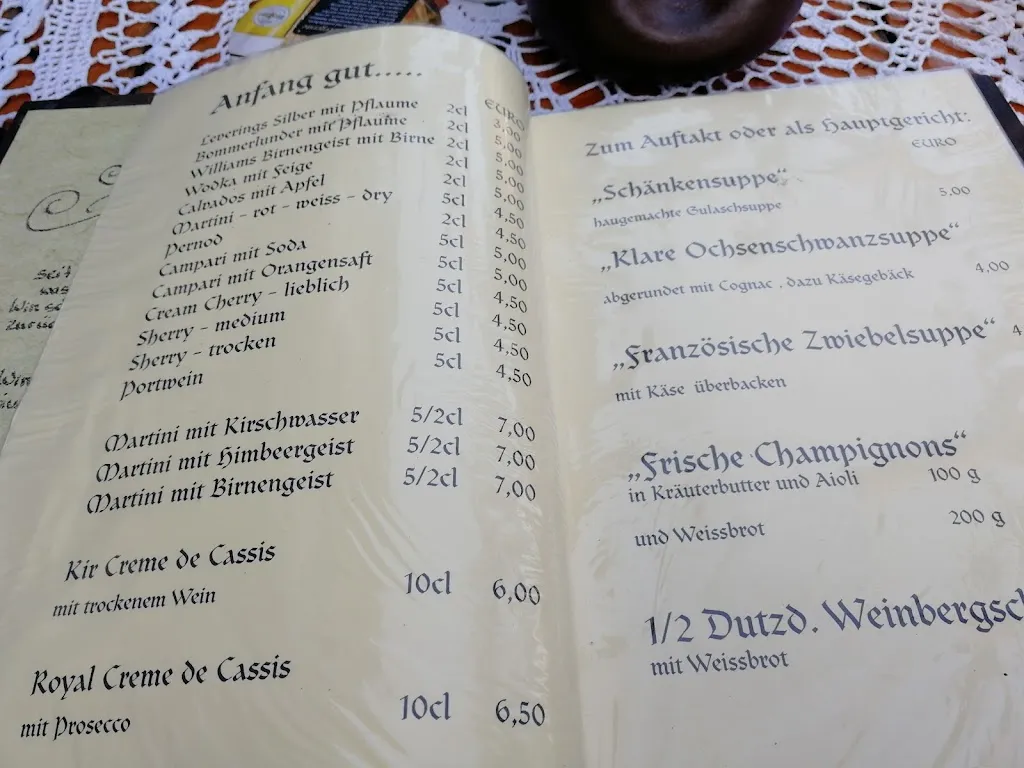 Anfang gut.....
EURO
Leverings Silber mit Pflaume 2cl 3,00
Bommerlunder mit Pflaume 2cl 5,00
Williams Birnengeist mit Birne 2cl 5,00
Wodka mit Feige 2cl 5,00
Calvados mit Apfel 2cl 5,00
Martini - rot - weiss - dry 5cl 4,50
Pernod 2cl 4,50
Campari mit Soda 5cl 5,00
Campari mit Orangensaft 5cl 5,00
Cream Cherry - lieblich 5cl 4,50
Sherry - medium 5cl 4,50
Sherry - trocken 5cl 4,50
Portwein 5cl 4,50
Martini mit Kirschwasser 5/2cl 7,00
Martini mit Himbeergeist 5/2cl 7,00
Martini mit Birnengeist 5/2cl 7,00
Kir Creme de Cassis
mit trockenem Wein 10cl 6,00
Royal Creme de Cassis
mit Prosecco 10cl 6,50
Zum Auftakt oder als Hauptgericht:
EURO
„Schänkensuppe“ 5,00
haugemachte Gulaschsuppe
„Klare Ochsenschwanzsuppe“
abgerundet mit Cognac , dazu Käsegebäck 4,00
„Französische Zwiebelsuppe“ 4
mit Käse überbacken
„Frische Champignons“
in Kräuterbutter und Aioli 100 g
und Weissbrot 200 g
1/2 Dutzd. Weinbergsch
mit Weissbrot